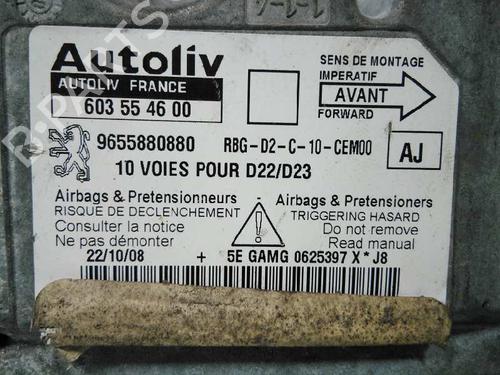 Autoliv
AUTOLIV FRANCE
603 55 46 00
SENS DE MONTAGE
IMPERATIF
AVANT
FORWARD
9655880880
RBG-D2-C-10-CEM00
AJ
10 VOIES POUR D22/D23
Airbags & Pretensionneurs
RISQUE DE DECLENCHEMENT
Consulter la notice
Ne pas démonter
Airbags & Pretensioners
TRIGGERING HASARD
Do not remove
Read manual
22/10/08 + 5E GAMG 0625397 X*J8